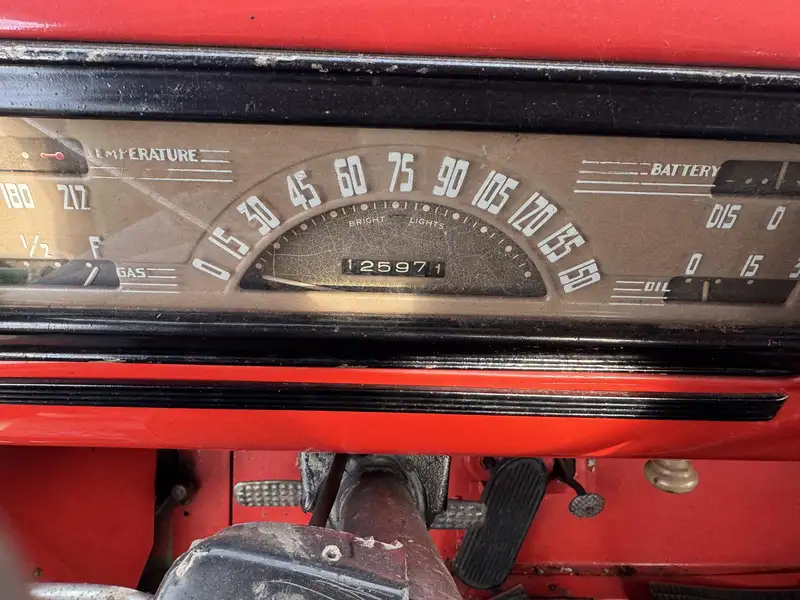 TEMPERATURE
180 212
1/2 F
GAS
0 15 30 45 60 75 90 105 120 135 150
BRIGHT LIGHTS
125971
BATTERY
DIS 0
0 15
OIL